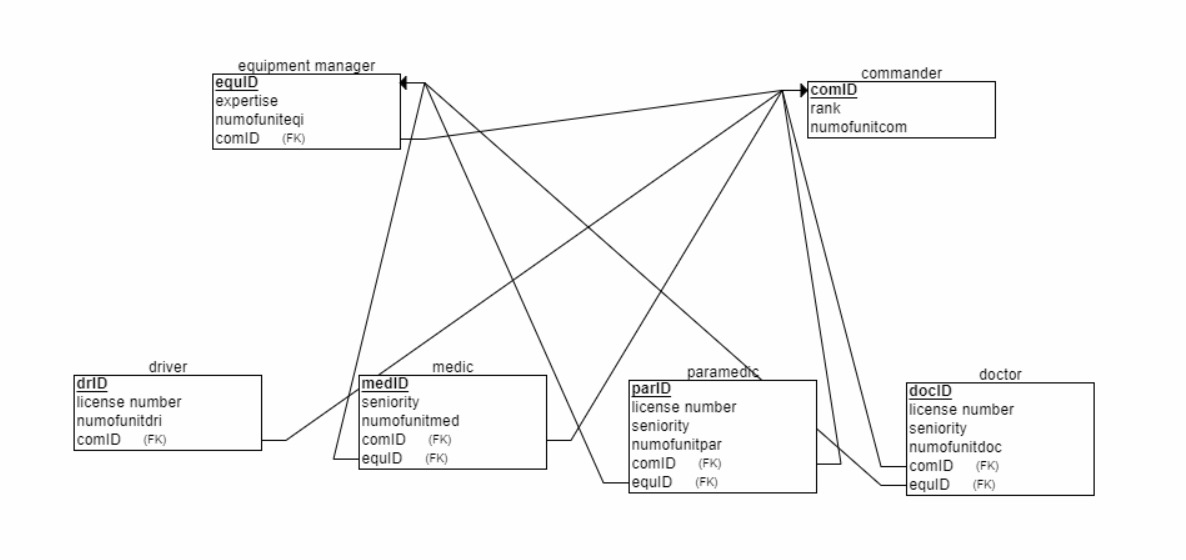 equipment manager
equID
expertise
numofuniteqi
comID (FK)
commander
comID
rank
numofunitcom
driver
drID
license number
numofunitdri
comID (FK)
medic
medID
seniority
numofunitmed
comID (FK)
equID (FK)
paramedic
parID
license number
seniority
numofunitpar
comID (FK)
equID (FK)
doctor
docID
license number
seniority
numofunitdoc
comID (FK)
equID (FK)